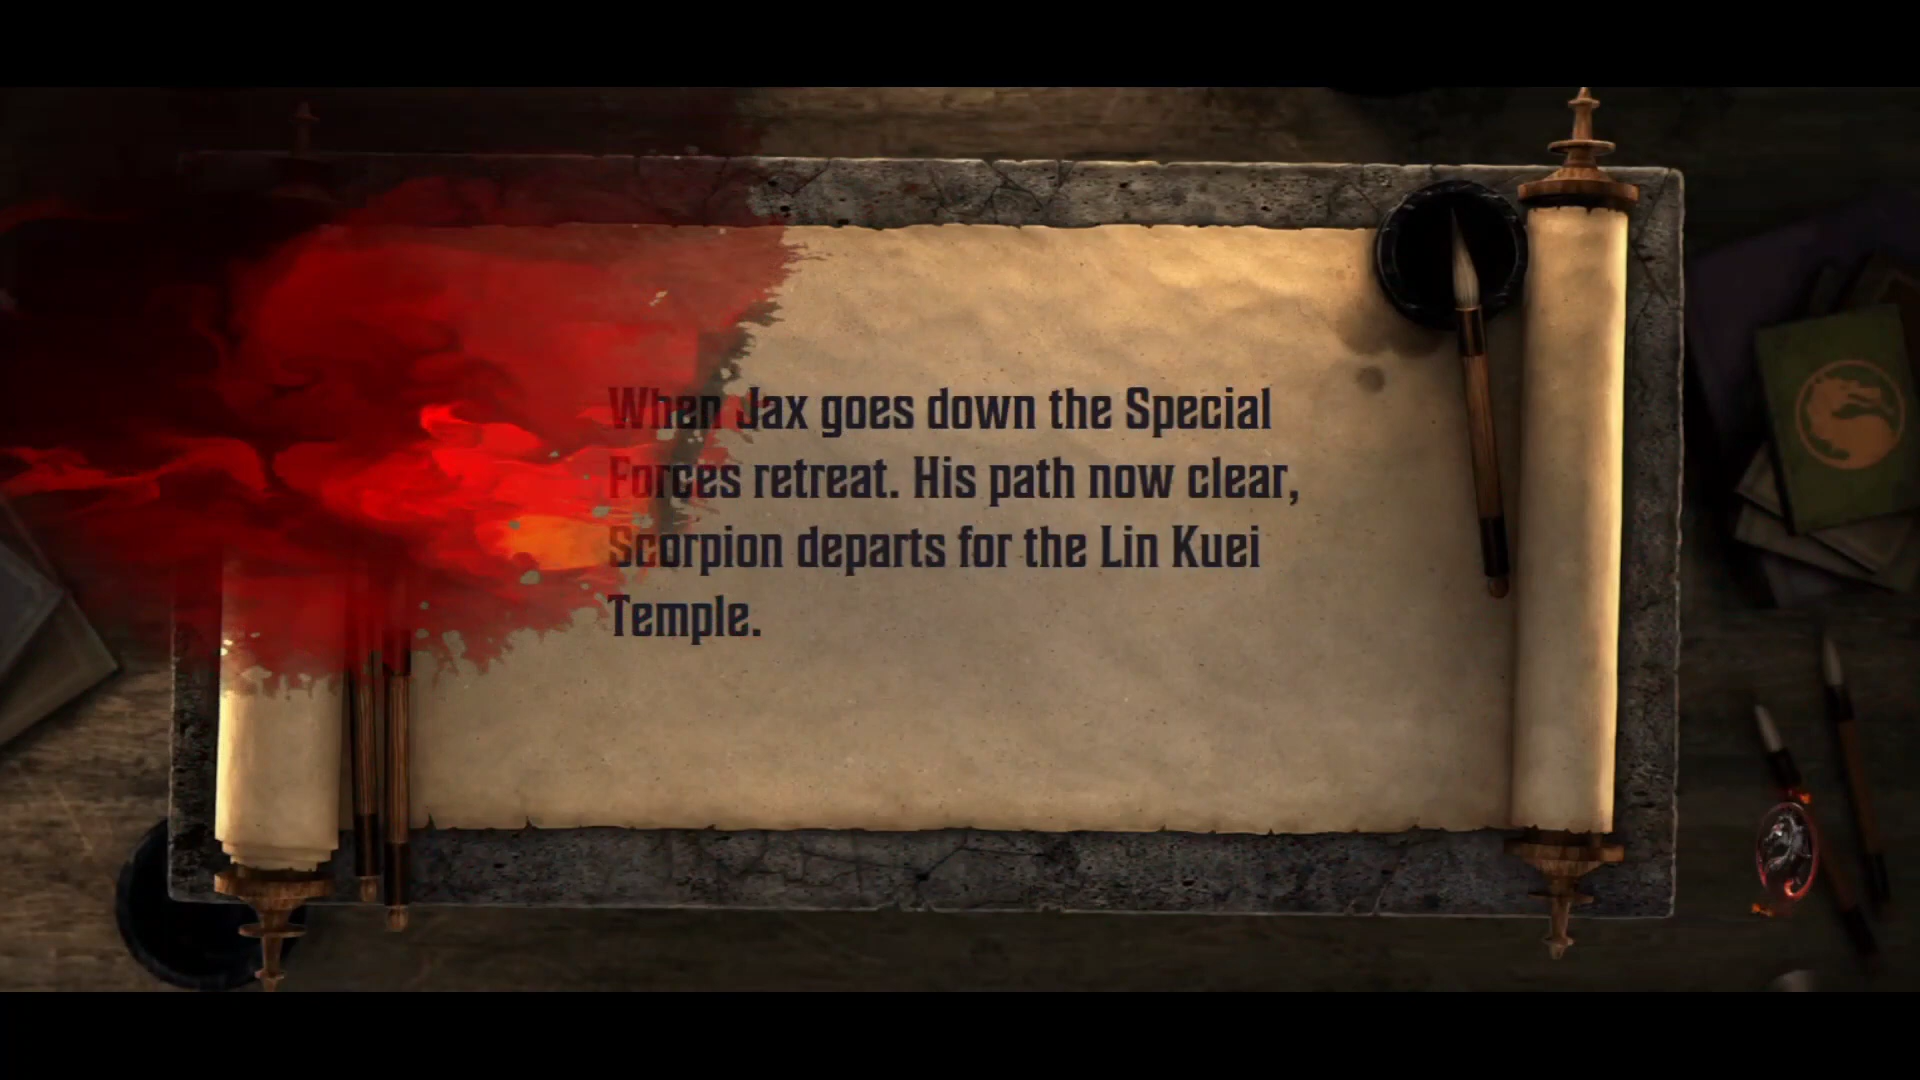 When Jax goes down the Special
Forces retreat. His path now clear,
Scorpion departs for the Lin Kuei
Temple.